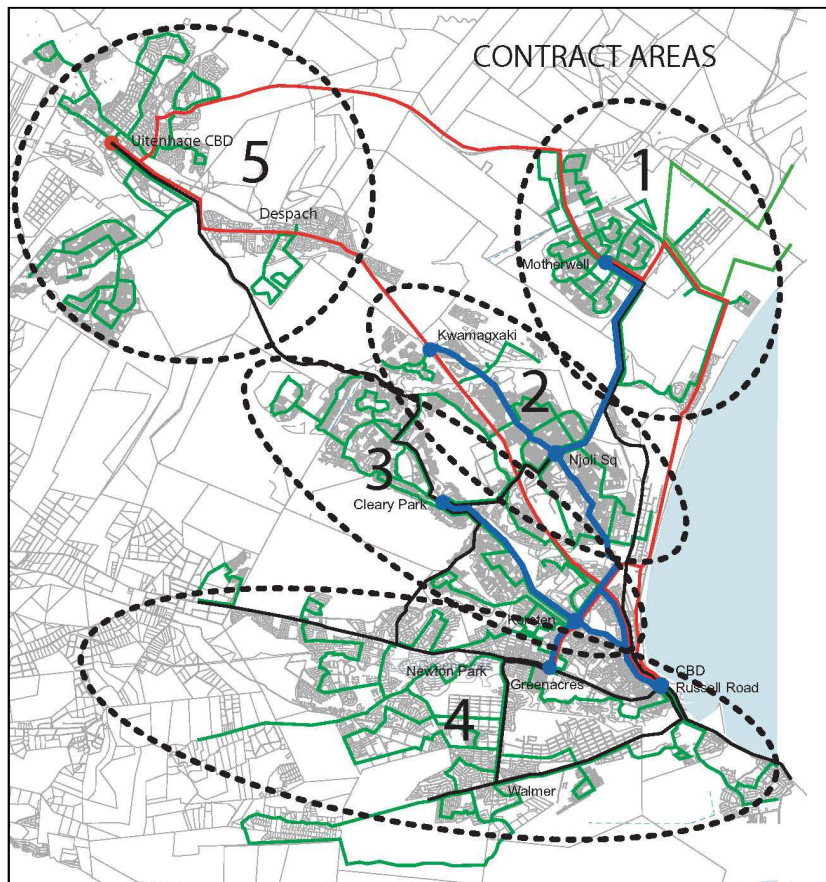 CONTRACT AREAS
Uitenhage CBD
5
1
Despach
Motherwell
Kwamagxaki
2
Njoli Sq
3
Cleary Park
Korsten
Newton Park
Greenacres
CBD
Russell Road
4
Walmer